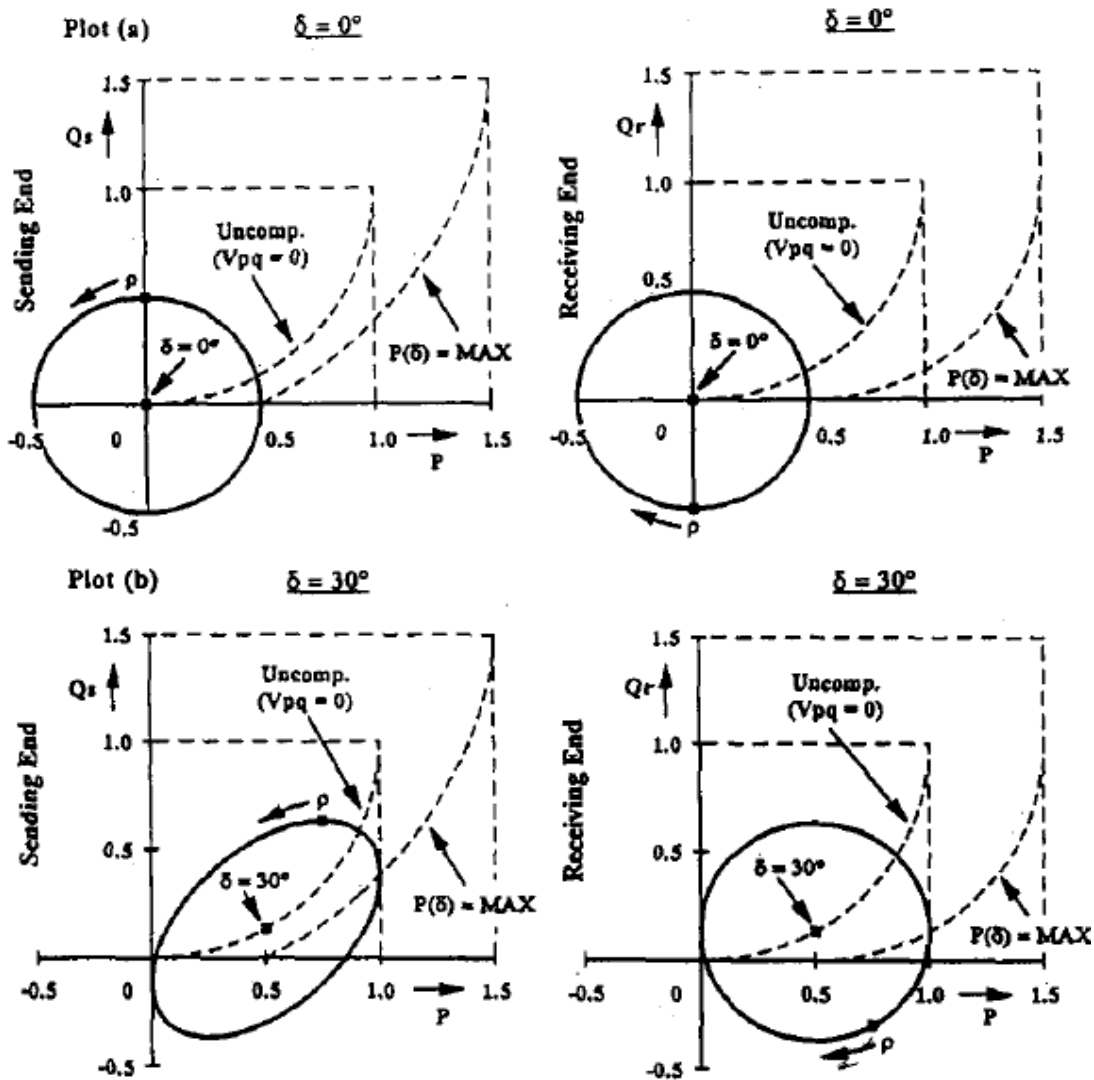 Plot (a)
δ = 0°
1.5
Qs
1.0
Uncomp.
(Vpq = 0)
ρ
δ = 0°
P(δ) = MAX
Sending End
-0.5
0
0.5
1.0
1.5
P
-0.5
δ = 0°
1.5
Qr
1.0
Uncomp.
(Vpq = 0)
0.5
δ = 0°
P(δ) = MAX
Receiving End
-0.5
0
0.5
1.0
1.5
P
ρ
Plot (b)
δ = 30°
1.5
Qs
Uncomp.
(Vpq = 0)
1.0
ρ
0.5
δ = 30°
P(δ) = MAX
Sending End
-0.5
0
0.5
1.0
1.5
P
-0.5
δ = 30°
1.5
Qr
Uncomp.
(Vpq = 0)
1.0
0.5
δ = 30°
P(δ) = MAX
Receiving End
-0.5
0
0.5
1.0
1.5
P
ρ
-0.5